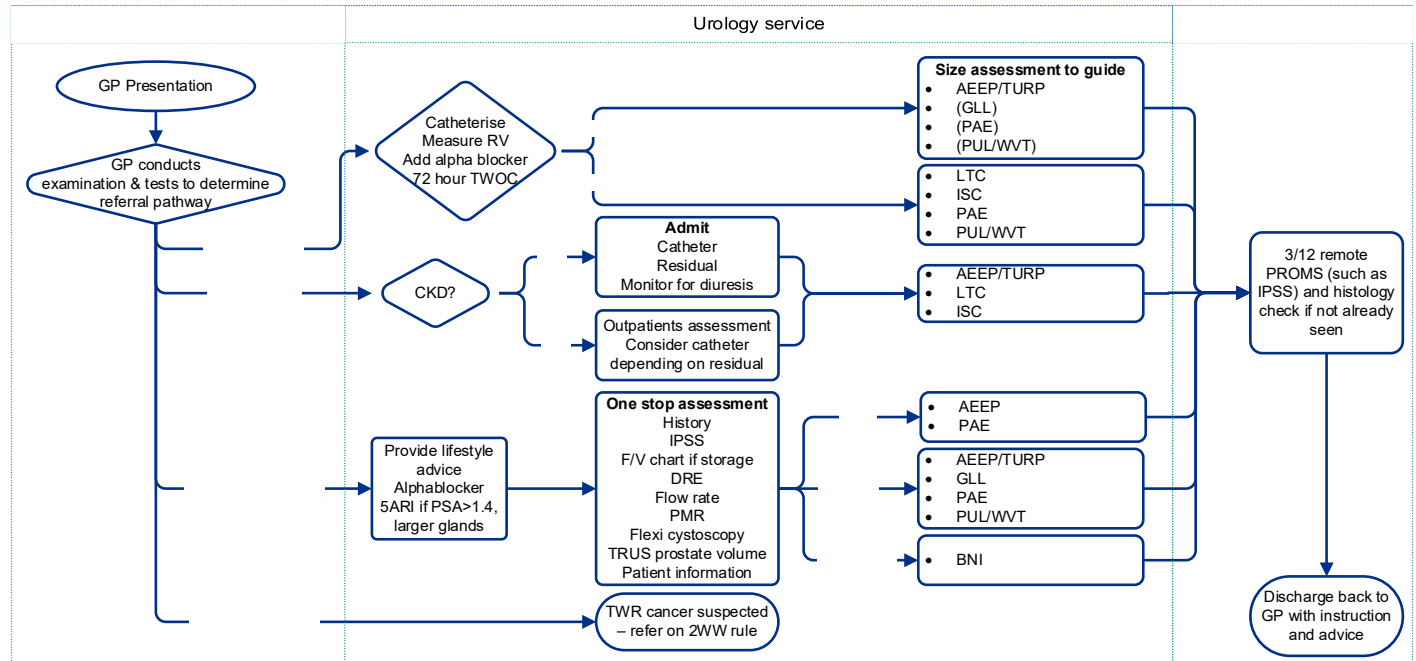 Urology service
GP Presentation
GP conducts
examination & tests to determine
referral pathway
Catheterise
Measure RV
Add alpha blocker
72 hour TWOC
Size assessment to guide
• AEEP/TURP
• (GLL)
• (PAE)
• (PUL/WVT)
• LTC
• ISC
• PAE
• PUL/WVT
CKD?
Admit
Catheter
Residual
Monitor for diuresis
Outpatients assessment
Consider catheter
depending on residual
• AEEP/TURP
• LTC
• ISC
Provide lifestyle
advice
Alphablocker
5ARI if PSA>1.4,
larger glands
One stop assessment
History
IPSS
F/V chart if storage
DRE
Flow rate
PMR
Flexi cystoscopy
TRUS prostate volume
Patient information
• AEEP
• PAE
• AEEP/TURP
• GLL
• PAE
• PUL/WVT
• BNI
TWR cancer suspected
– refer on 2WW rule
3/12 remote
PROMS (such as
IPSS) and histology
check if not already
seen
Discharge back to
GP with instruction
and advice